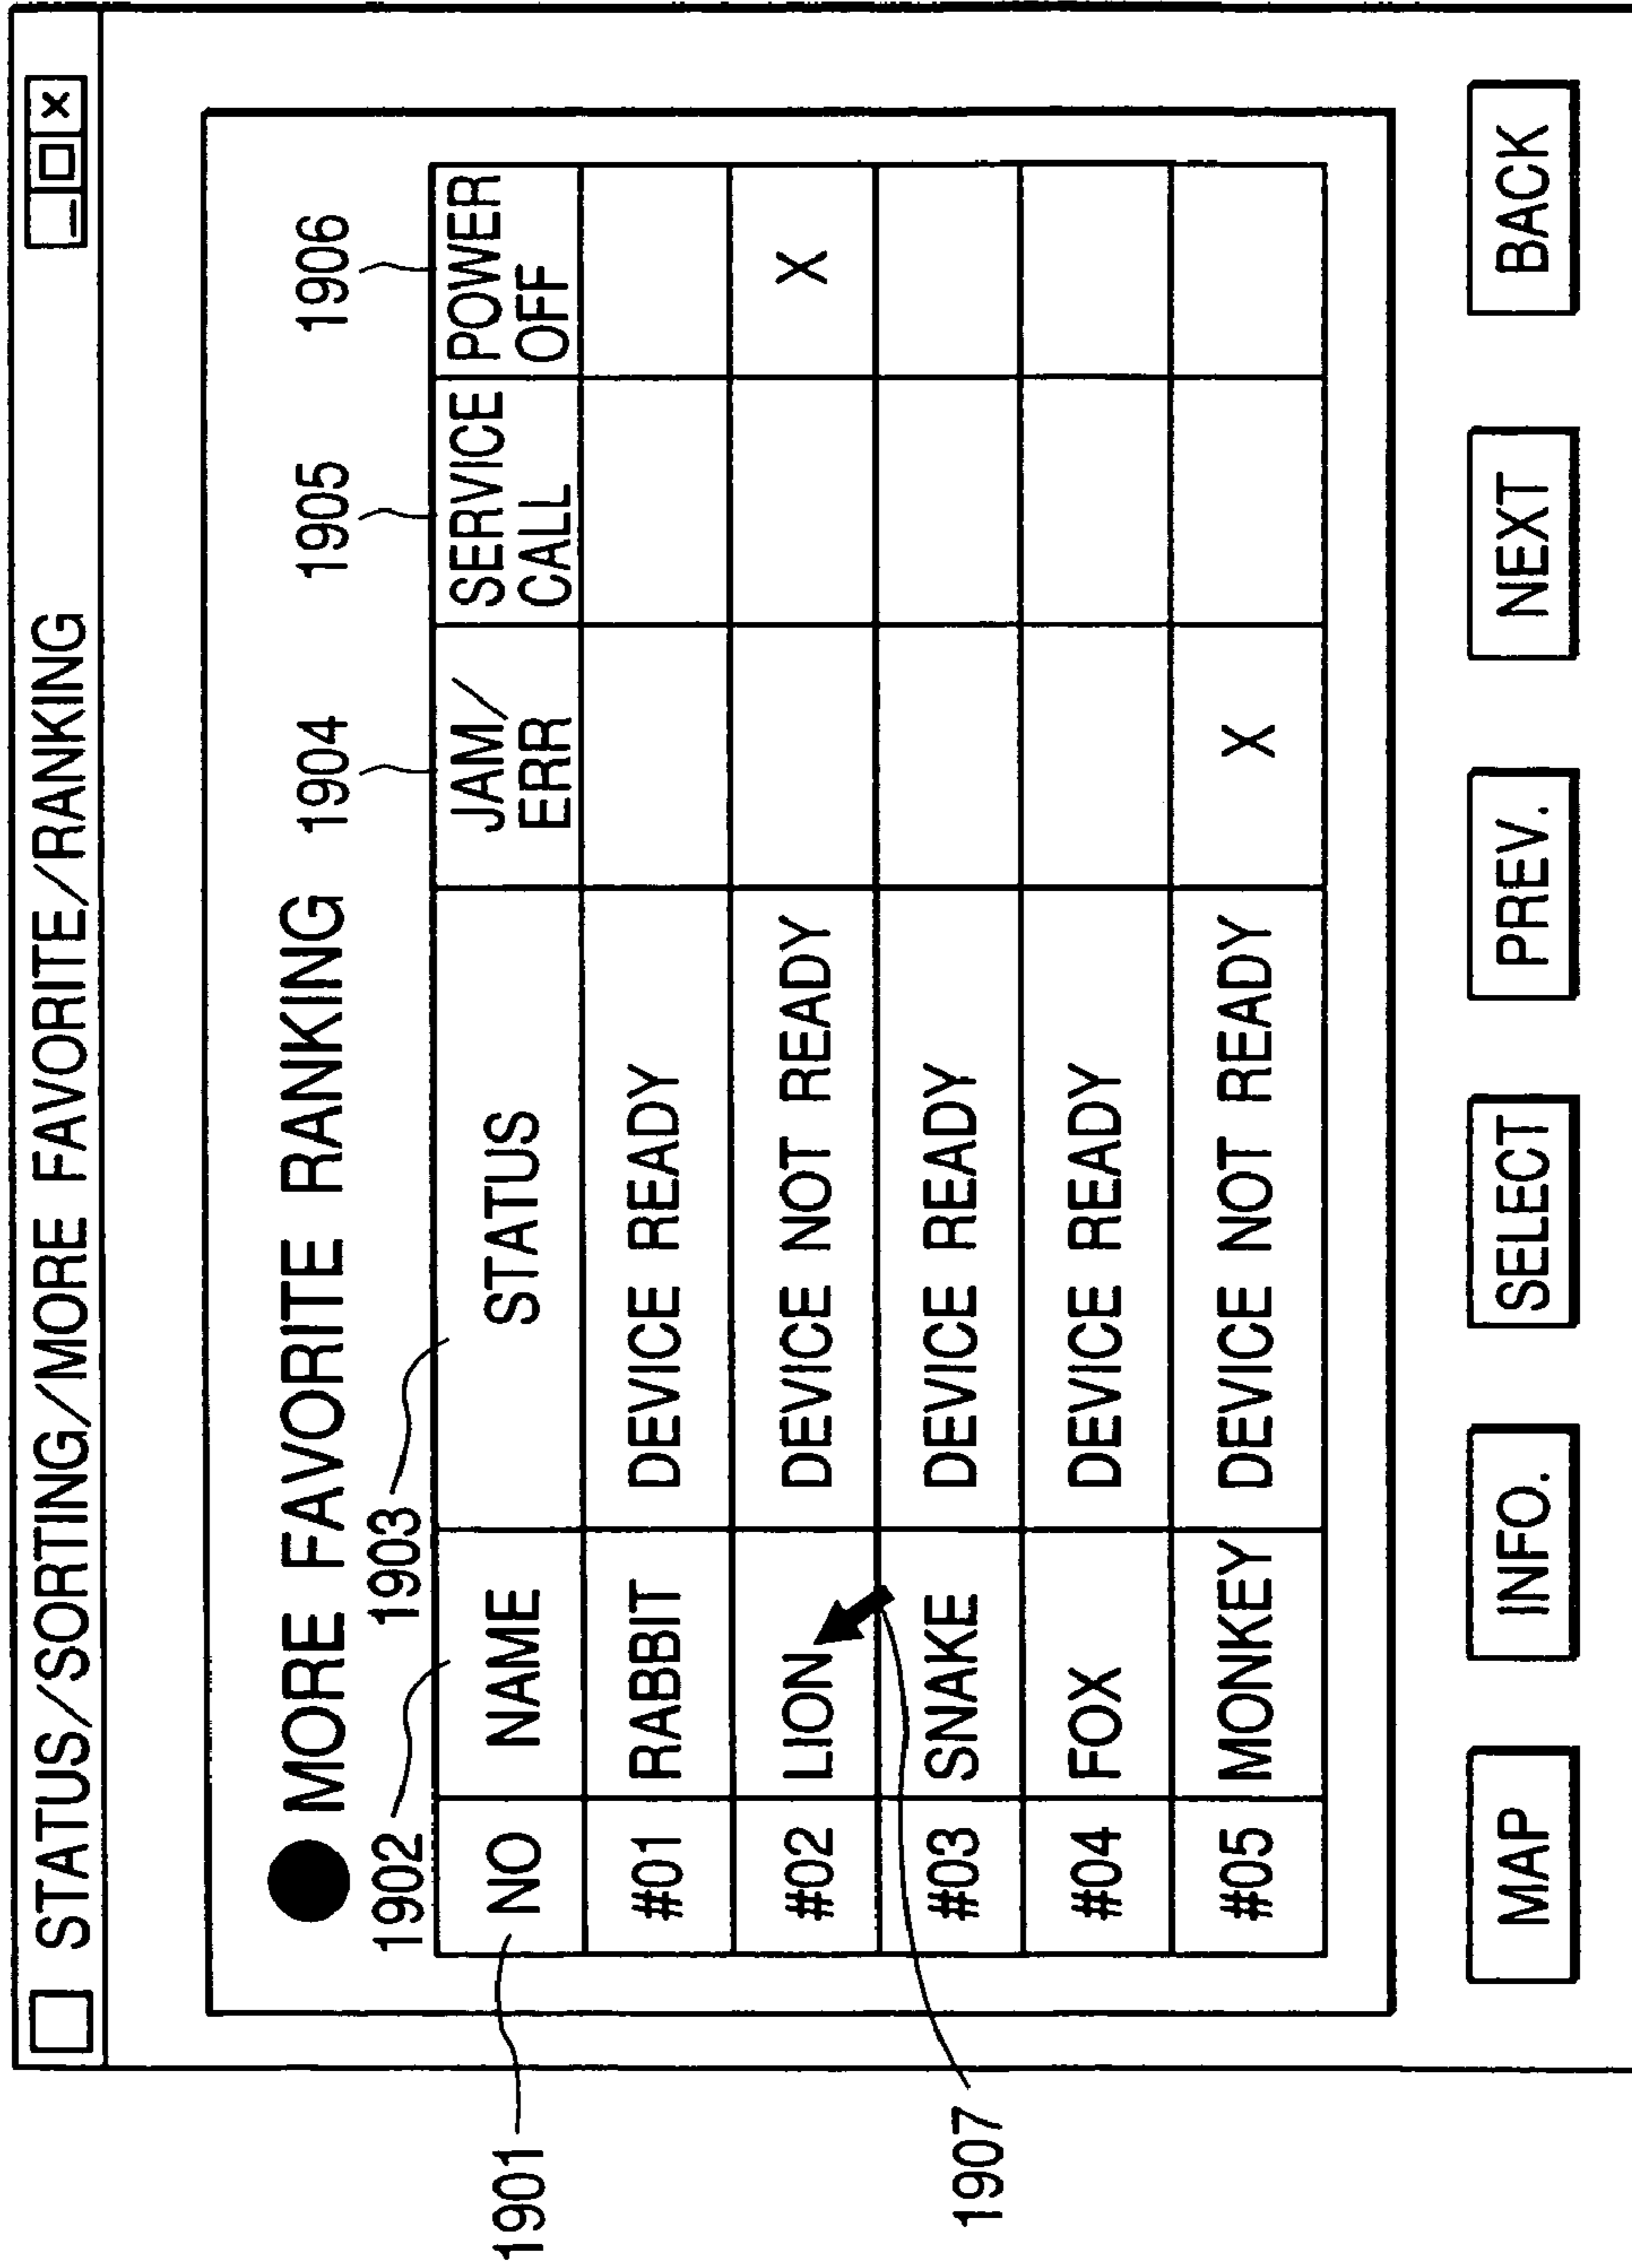 STATUS/SORTING/MORE FAVORITE/RANKING
_ □ x
MORE FAVORITE RANKING
1901
1902
1903
1904
1905
1906
NO NAME STATUS JAM/ERR SERVICE CALL POWER OFF
#01 RABBIT DEVICE READY
#02 LION DEVICE NOT READY X
#03 SNAKE DEVICE READY
#04 FOX DEVICE READY
#05 MONKEY DEVICE NOT READY X
1907
MAP INFO. SELECT PREV. NEXT BACK